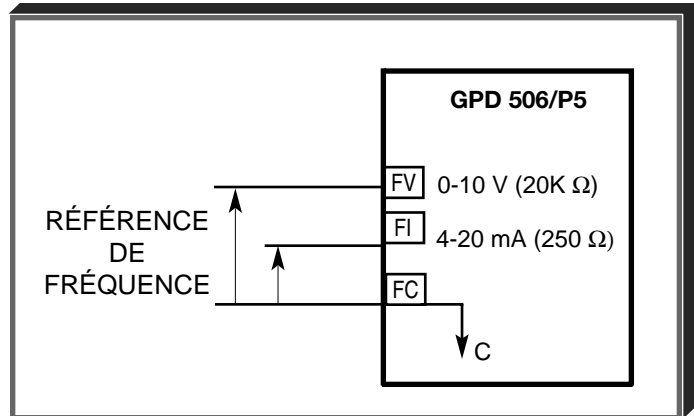 GPD 506/P5
FV 0-10 V (20K Ω)
FI 4-20 mA (250 Ω)
RÉFÉRENCE
DE
FRÉQUENCE
FC
C